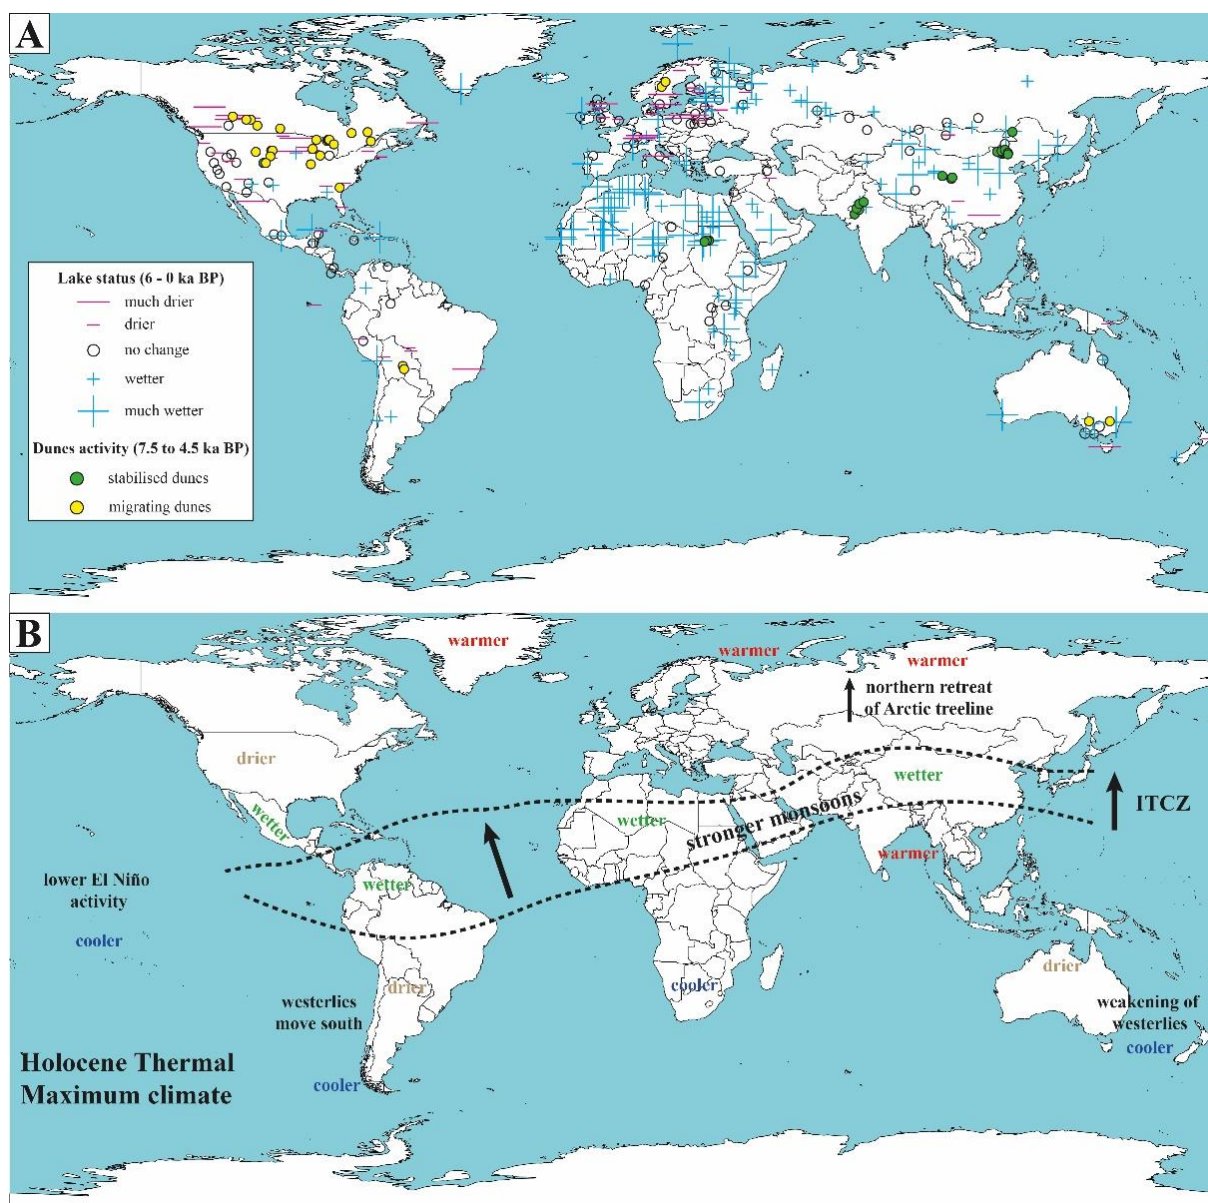 A
Lake status (6 - 0 ka BP)
much drier
drier
no change
wetter
much wetter
Dunes activity (7.5 to 4.5 ka BP)
stabilised dunes
migrating dunes
B
warmer
warmer
warmer
northern retreat
of Arctic treeline
drier
wetter
wetter
wetter
stronger monsoons
ITCZ
warmer
lower El Niño
activity
wetter
cooler
drier
cooler
drier
westerlies
move south
weakening of
westerlies
cooler
Holocene Thermal
Maximum climate
cooler